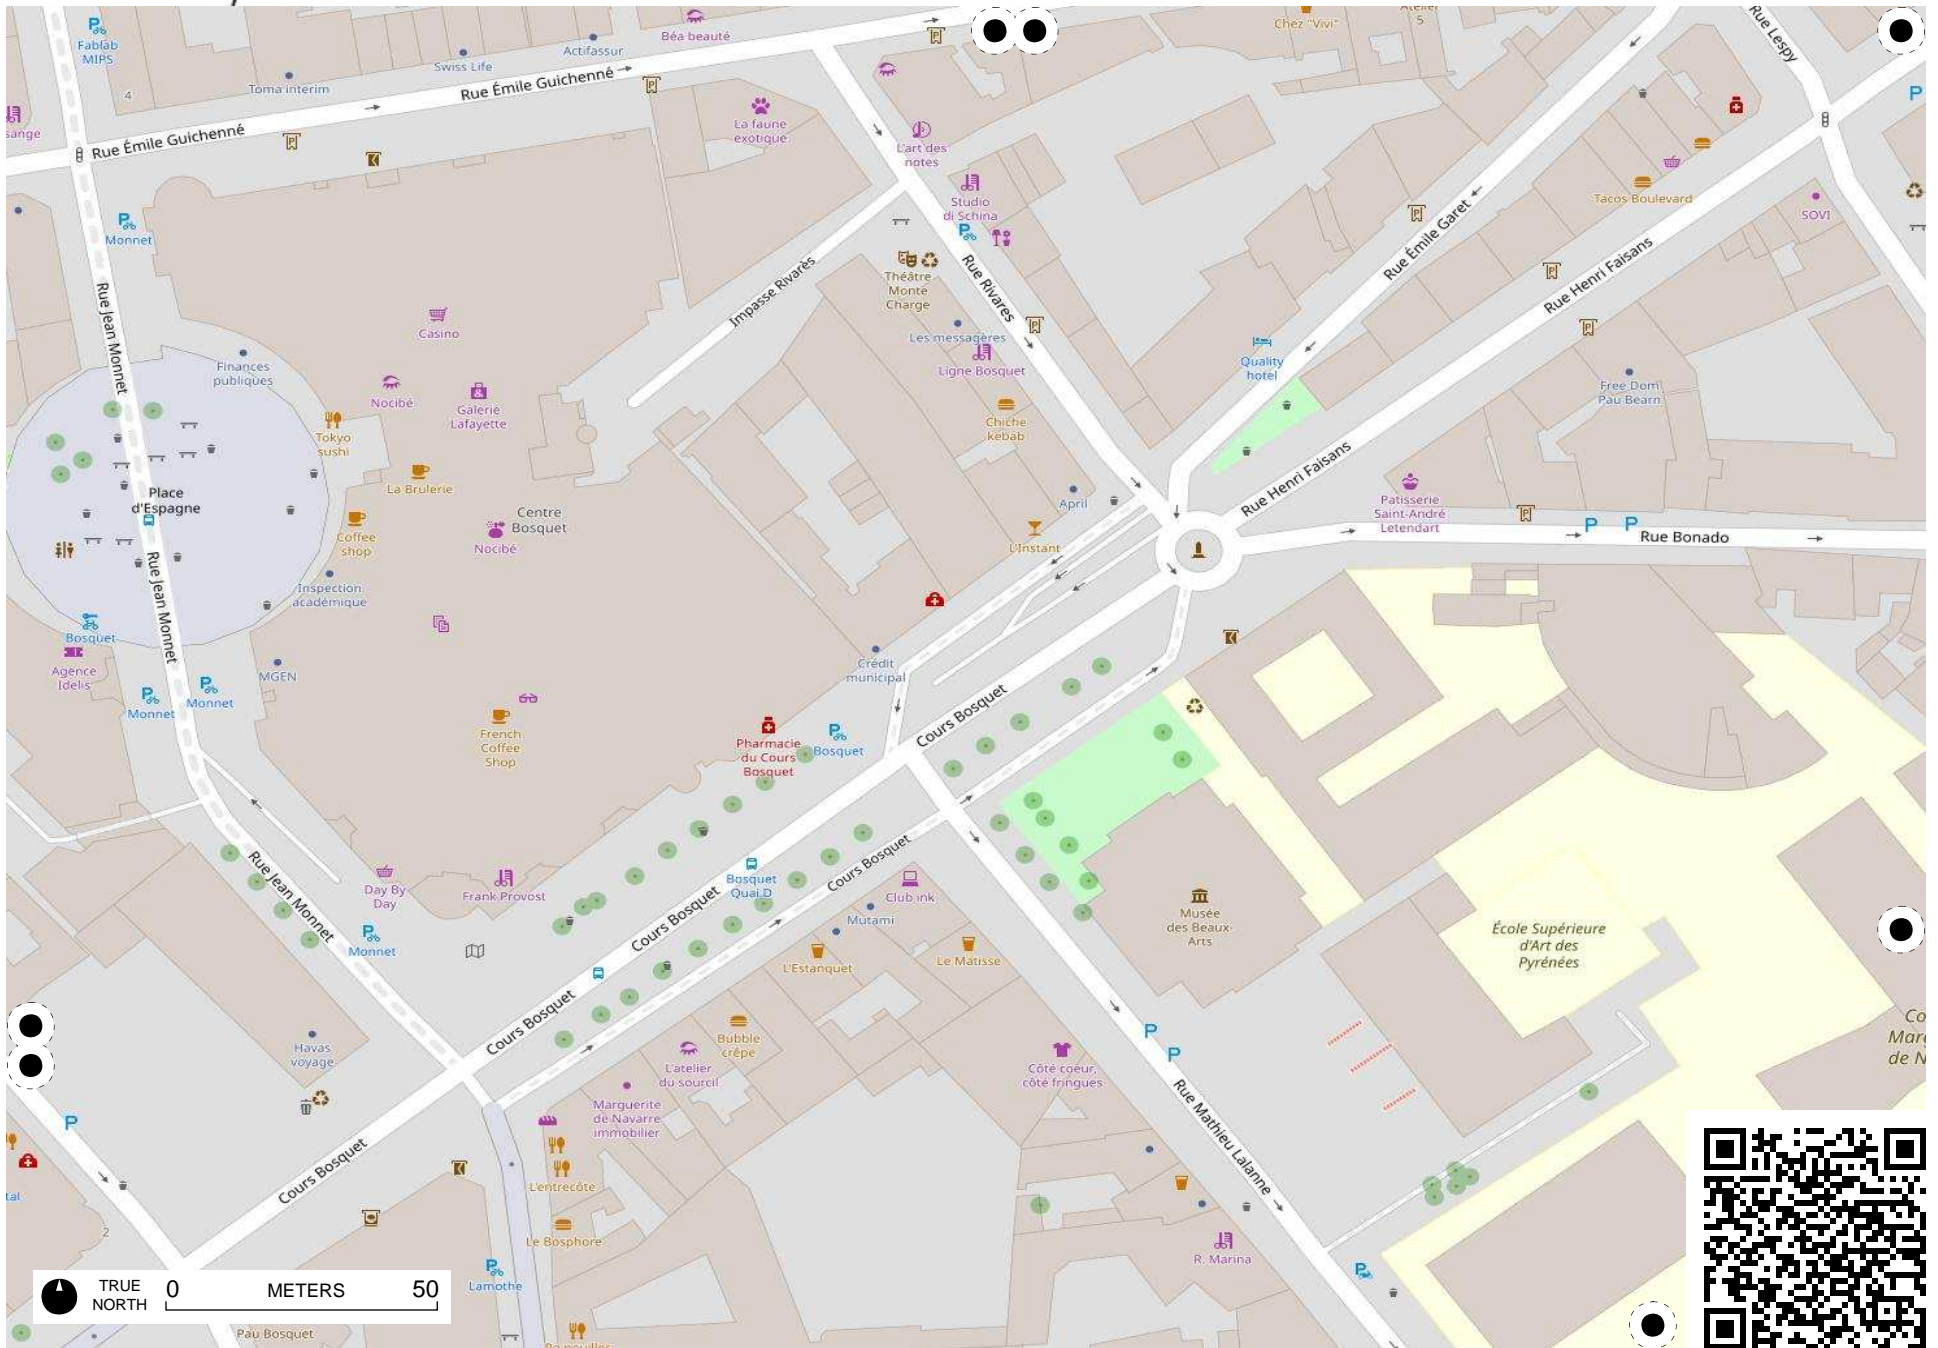 Fablab
MIPS
4
Toma interim
Swiss Life
Actifassur
Béa beauté
Chez "Vivi"
5
Rue Lespy
Rue Émile Guichenné
Rue Émile Guichenné
La faune
exotique
L'art des
notes
Studio
di Schina
Tacos Boulevard
SOVI
Monnet
Rue Jean Monnet
Impasse Rivarès
Théâtre
Monte
Charge
Rue Rivares
Rue Émile Garet
Rue Henri Faisans
Casino
Finances
publiques
Les messagères
Ligne Bosquet
Quality
hotel
Free Dom
Pau Bearn
Nocibé
Galerie
Lafayette
Tokyo
sushi
Chiche
kebab
La Brulerie
Place
d'Espagne
Coffee
shop
Nocibé
Centre
Bosquet
April
L'Instant
Rue Henri Faisans
Patisserie
Saint-André
Letendart
Rue Bonado
Rue Jean Monnet
Inspection
académique
Bosquet
Agence
Idelis
MGEN
Monnet
Monnet
Crédit
municipal
Cours Bosquet
French
Coffee
Shop
Pharmacie
du Cours
Bosquet
Bosquet
Rue Jean Monnet
Day By
Day
Frank Provost
Bosquet
Quai D
Cours Bosquet
Club ink
Mutami
Musée
des Beaux-
Arts
École Supérieure
d'Art des
Pyrénées
Monnet
Cours Bosquet
L'Estanquet
Le Matisse
Cours Bosquet
Havas
voyage
Bubble
crêpe
L'atelier
du sourcil
Marguerite
de Navarre
immobilier
Côté coeur,
côté fringues
Rue Mathieu Lalanne
Cours Bosquet
L'entrecôte
Le Bosphore
2
Lamothe
R. Marina
TRUE
NORTH
0 METERS 50
Pau Bosquet